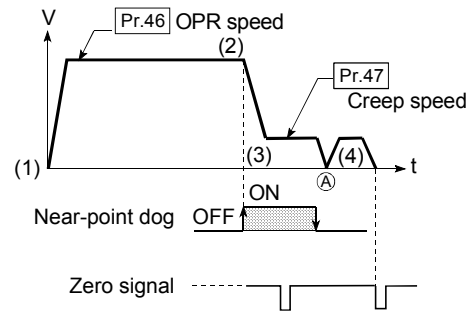 V
Pr.46 OPR speed
(2)
Pr.47
Creep speed
(1)
(3)
(4)
t
A
ON
Near-point dog OFF
Zero signal